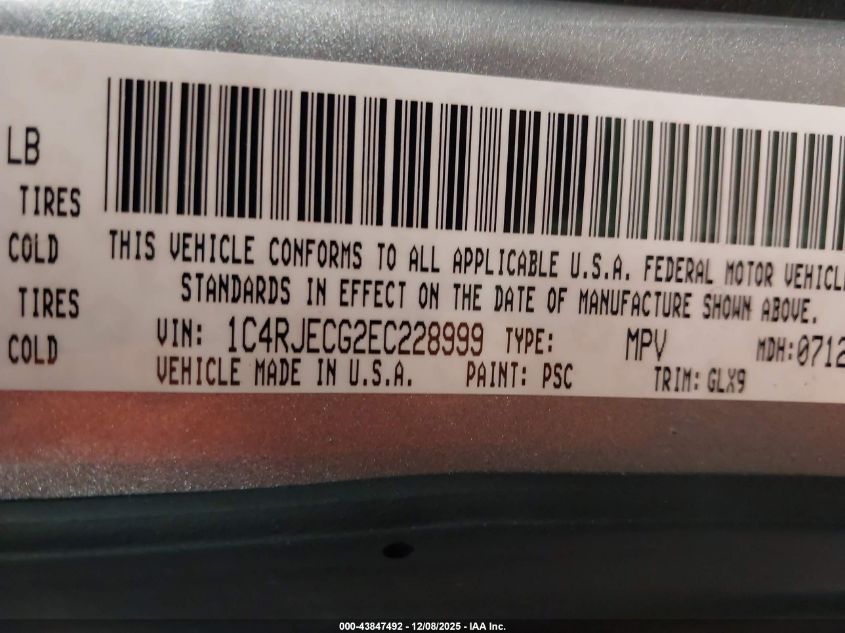 LB
TIRES
COLD
TIRES
COLD
THIS VEHICLE CONFORMS TO ALL APPLICABLE U.S.A. FEDERAL MOTOR VEHICL
STANDARDS IN EFFECT ON THE DATE OF MANUFACTURE SHOWN ABOVE.
VIN: 1C4RJECG2EC228999 TYPE: MPV MDH:0712
VEHICLE MADE IN U.S.A. PAINT: PSC TRIM: GLX9
000-43847492 - 12/08/2025 - IAA Inc.